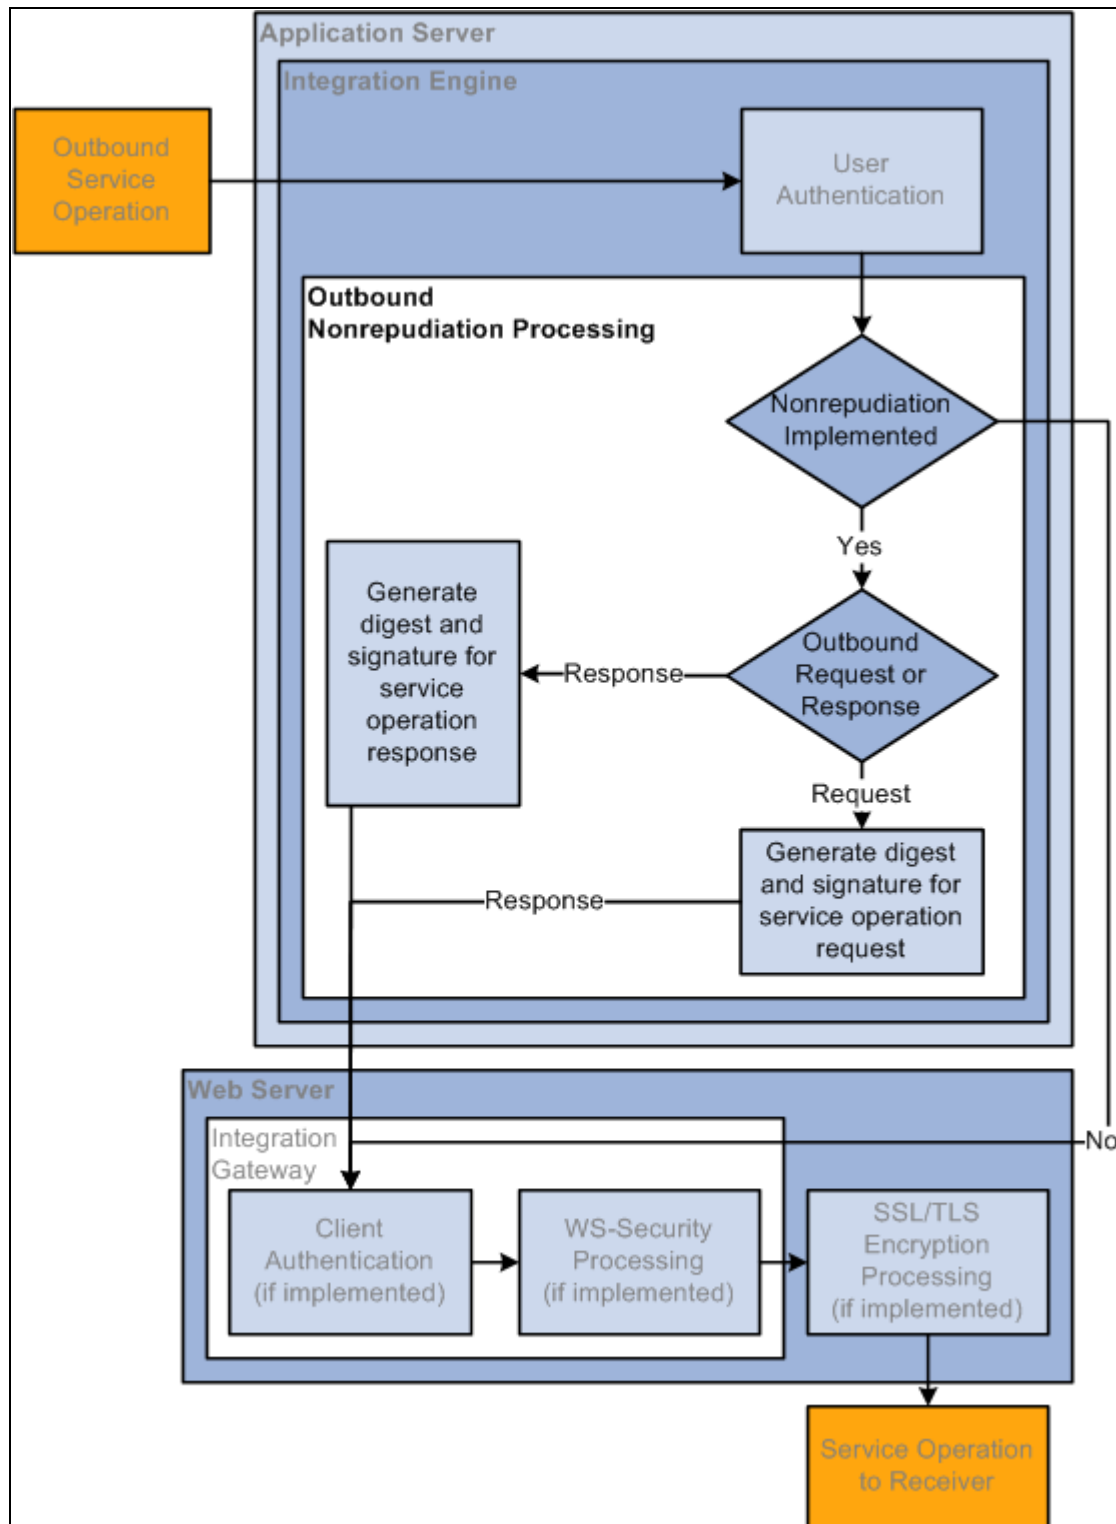 Application Server
Integration Engine
Outbound
Service
Operation
User
Authentication
Outbound
Nonrepudiation Processing
Nonrepudiation
Implemented
Yes
Generate
digest and
signature for
service
operation
response
Response
Outbound
Request or
Response
Request
Generate digest
and signature for
service operation
request
Response
Web Server
Integration
Gateway
No
Client
Authentication
(if implemented)
WS-Security
Processing
(if implemented)
SSL/TLS
Encryption
Processing
(if implemented)
Service Operation
to Receiver